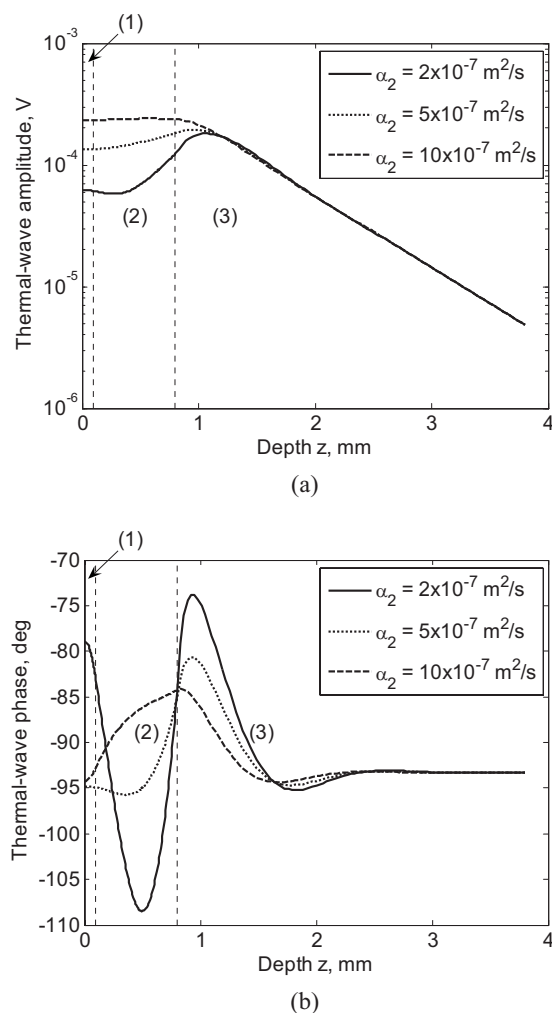 (1)
10⁻³
10⁻⁴
10⁻⁵
10⁻⁶
Thermal-wave amplitude, V
α₂ = 2x10⁻⁷ m²/s
α₂ = 5x10⁻⁷ m²/s
α₂ = 10x10⁻⁷ m²/s
(2)
(3)
0 1 2 3 4
Depth z, mm
(a)
(1)
-70
-75
-80
-85
-90
-95
-100
-105
-110
Thermal-wave phase, deg
α₂ = 2x10⁻⁷ m²/s
α₂ = 5x10⁻⁷ m²/s
α₂ = 10x10⁻⁷ m²/s
(2)
(3)
0 1 2 3 4
Depth z, mm
(b)